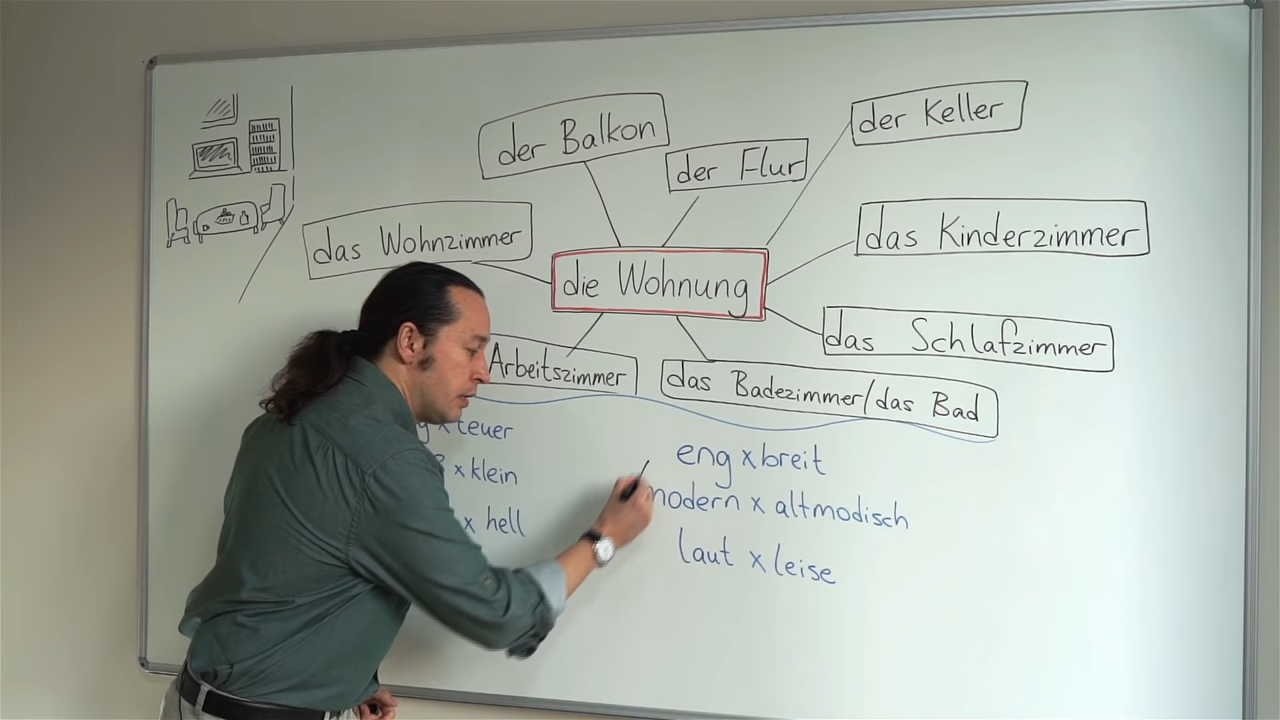 der Balkon
der Flur
der Keller
das Wohnzimmer
die Wohnung
das Kinderzimmer
das Schlafzimmer
Arbeitszimmer
das Badezimmer/das Bad
x teuer
x klein
x hell
eng x breit
modern x altmodisch
laut x leise